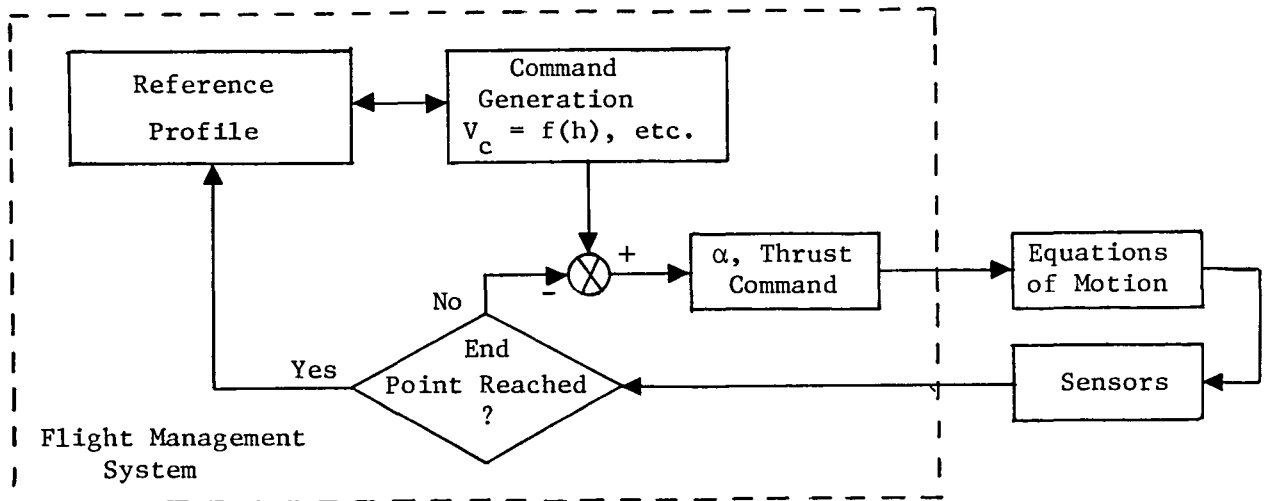 Reference
Profile
Command
Generation
V_c = f(h), etc.
+
-
α, Thrust
Command
Equations
of Motion
No
Yes
End
Point Reached
?
Sensors
Flight Management
System